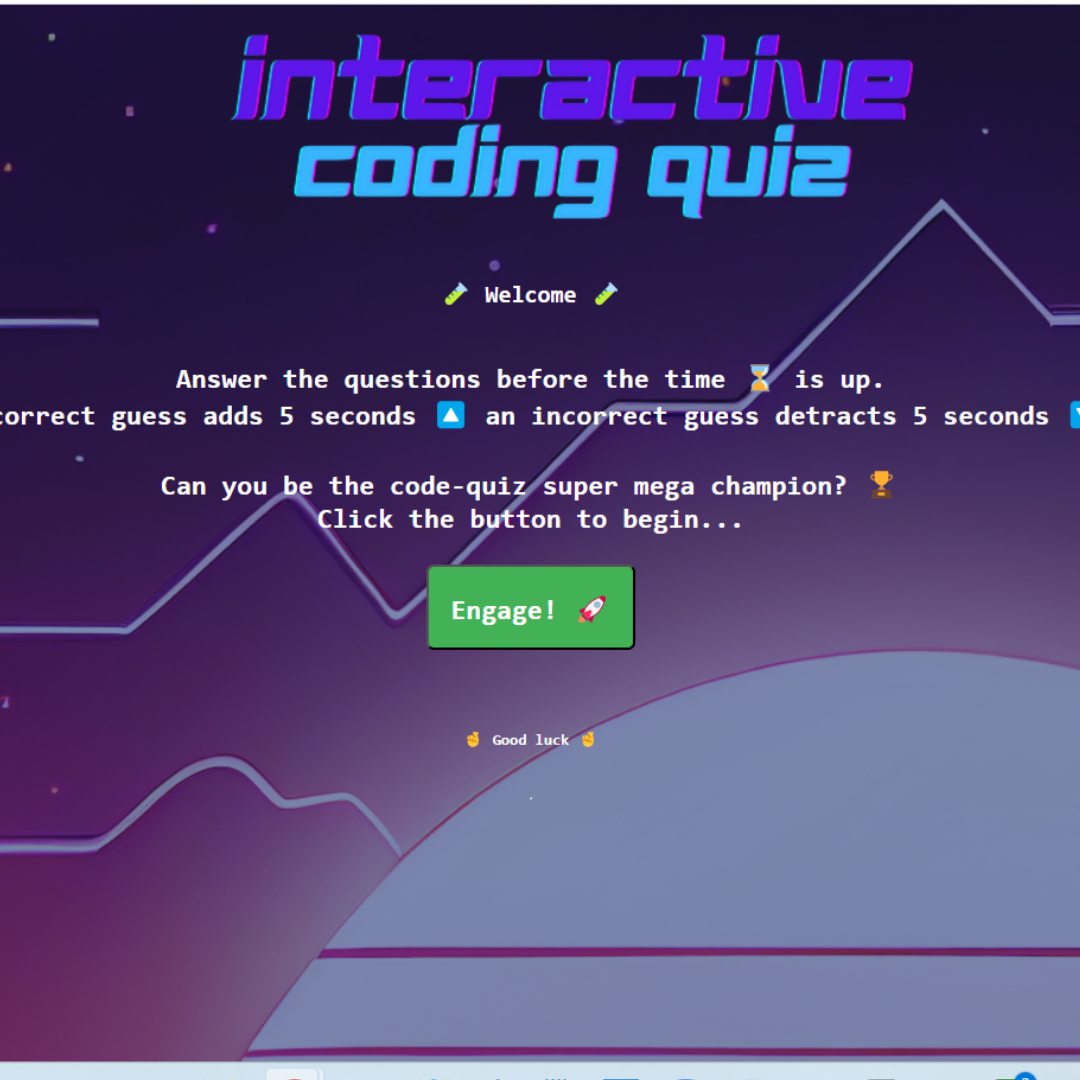 interactive
coding quiz
🧪 Welcome 🧪
Answer the questions before the time ⏳ is up.
correct guess adds 5 seconds 🔼 an incorrect guess detracts 5 seconds 🔽
Can you be the code-quiz super mega champion? 🏆
Click the button to begin...
Engage! 🚀
✌ Good luck ✌
.